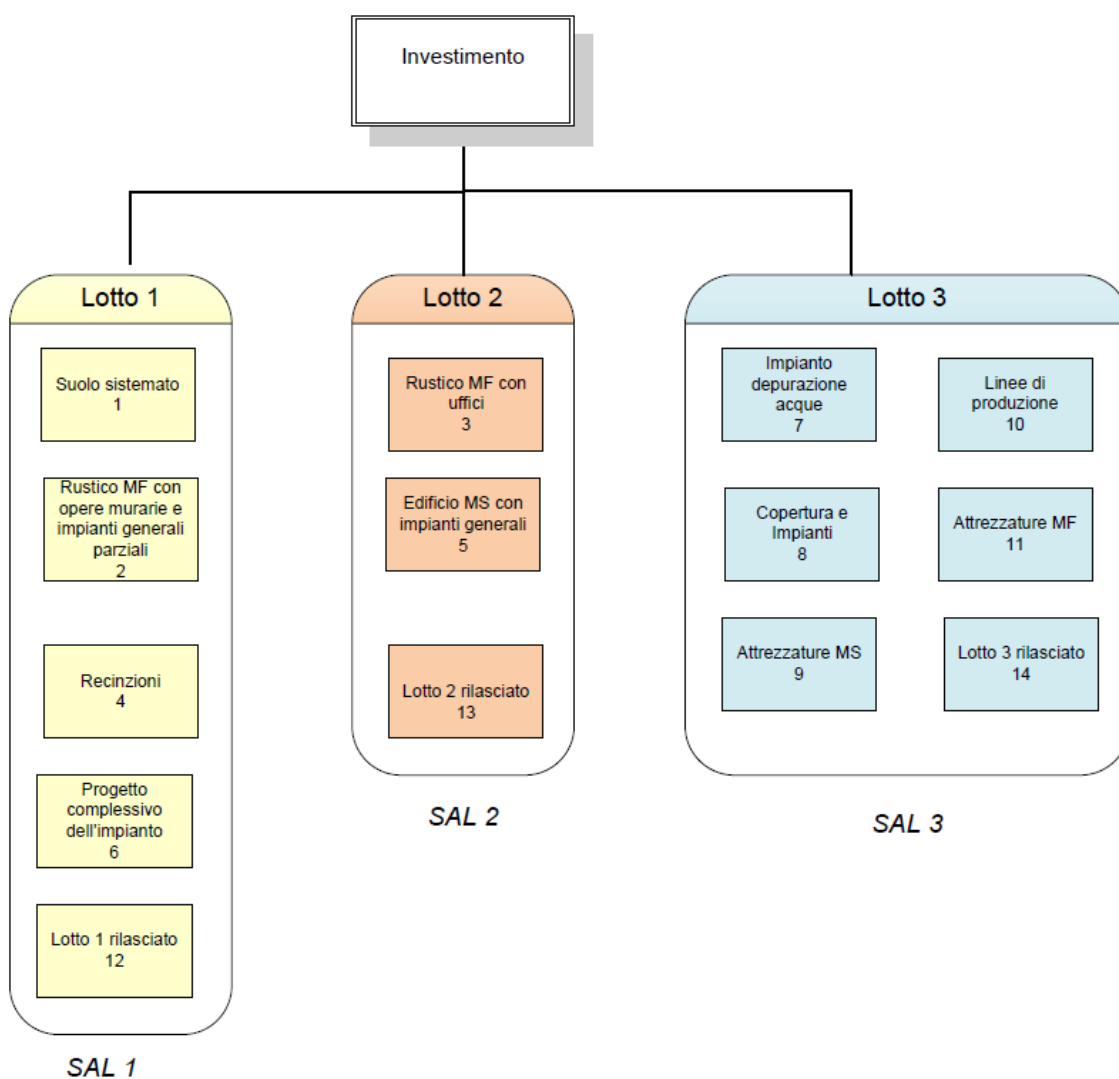 Investimento
Lotto 1
Suolo sistemato
1
Rustico MF con
opere murarie e
impianti generali
parziali
2
Recinzioni
4
Progetto
complessivo
dell'impianto
6
Lotto 1 rilasciato
12
SAL 1
Lotto 2
Rustico MF con
uffici
3
Edificio MS con
impianti generali
5
Lotto 2 rilasciato
13
SAL 2
Lotto 3
Impianto
depurazione
acque
7
Linee di
produzione
10
Copertura e
Impianti
8
Attrezzature MF
11
Attrezzature MS
9
Lotto 3 rilasciato
14
SAL 3